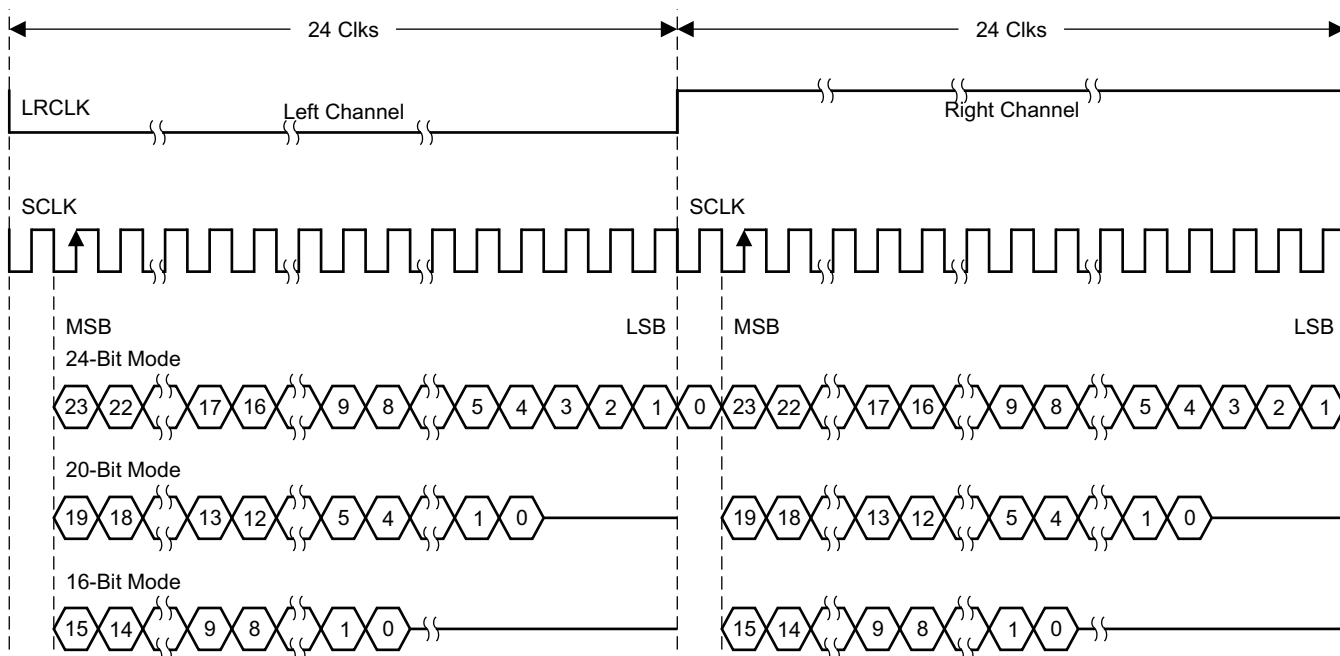 24 Clks 24 Clks
LRCLK Left Channel Right Channel
SCLK SCLK
MSB LSB MSB LSB
24-Bit Mode
23 22 17 16 9 8 5 4 3 2 1 0 23 22 17 16 9 8 5 4 3 2 1
20-Bit Mode
19 18 13 12 5 4 1 0 19 18 13 12 5 4 1 0
16-Bit Mode
15 14 9 8 1 0 15 14 9 8 1 0